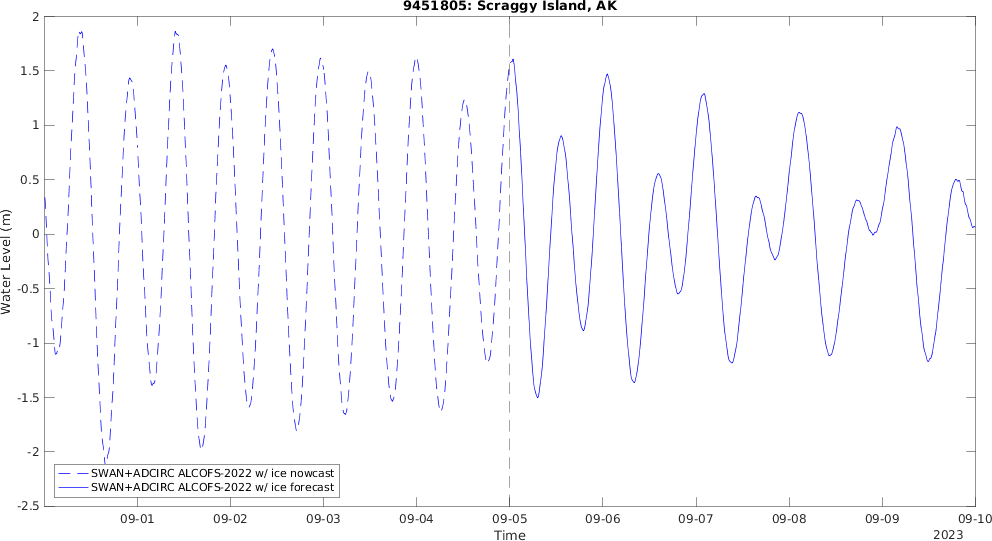 9451805: Scraggy Island, AK
Water Level (m)
2
1.5
1
0.5
0
-0.5
-1
-1.5
-2
-2.5
SWAN+ADCIRC ALCOFS-2022 w/ ice nowcast
SWAN+ADCIRC ALCOFS-2022 w/ ice forecast
09-01 09-02 09-03 09-04 09-05 09-06 09-07 09-08 09-09 09-10
Time
2023